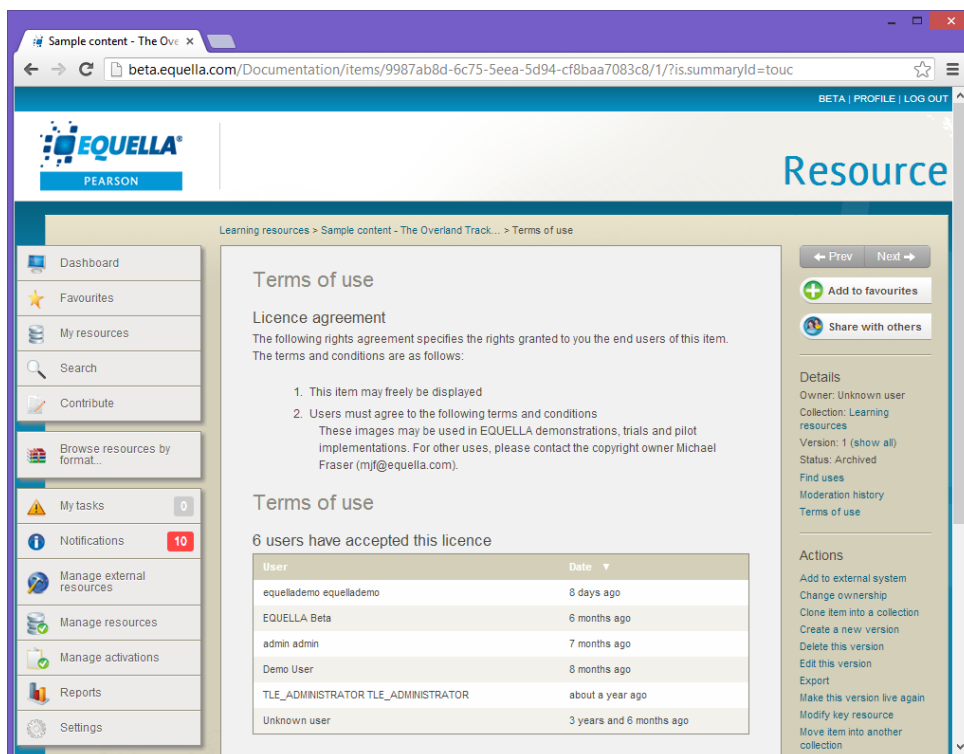 Sample content - The Ove
beta.equella.com/Documentation/items/9987ab8d-6c75-5eea-5d94-cf8baa7083c8/1/?is.summaryId=touc
BETA | PROFILE | LOG OUT
EQUELLA®
PEARSON
Resource
Learning resources > Sample content - The Overland Track... > Terms of use
Dashboard
Favourites
My resources
Search
Contribute
Browse resources by
format...
My tasks 0
Notifications 10
Manage external
resources
Manage resources
Manage activations
Reports
Settings
Terms of use
Licence agreement
The following rights agreement specifies the rights granted to you the end users of this item.
The terms and conditions are as follows:
1. This item may freely be displayed
2. Users must agree to the following terms and conditions
These images may be used in EQUELLA demonstrations, trials and pilot
implementations. For other uses, please contact the copyright owner Michael
Fraser (mjf@equella.com).
Terms of use
6 users have accepted this licence
User Date ▼
equellademo equellademo 8 days ago
EQUELLA Beta 6 months ago
admin admin 7 months ago
Demo User 8 months ago
TLE_ADMINISTRATOR TLE_ADMINISTRATOR about a year ago
Unknown user 3 years and 6 months ago
Prev Next
Add to favourites
Share with others
Details
Owner: Unknown user
Collection: Learning
resources
Version: 1 (show all)
Status: Archived
Find uses
Moderation history
Terms of use
Actions
Add to external system
Change ownership
Clone item into a collection
Create a new version
Delete this version
Edit this version
Export
Make this version live again
Modify key resource
Move item into another
collection